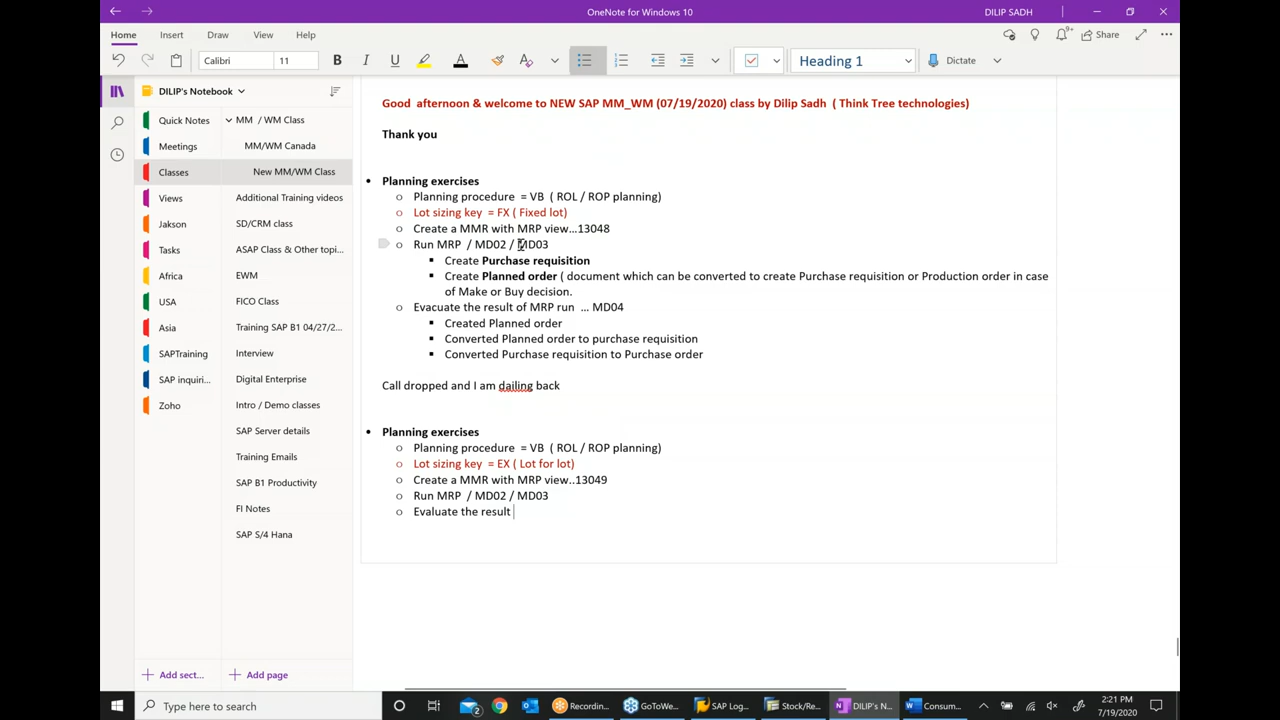 OneNote for Windows 10
DILIP SADH
Home Insert Draw View Help
Share
Calibri 11 B I U A Heading 1 Dictate
DILIP's Notebook
Quick Notes
Meetings
Classes
Views
Jakson
Tasks
Africa
USA
Asia
SAPTraining
SAP inquiri...
Zoho
Add sect...
MM / WM Class
MM/WM Canada
New MM/WM Class
Additional Training videos
SD/CRM class
ASAP Class & Other topic...
EWM
FICO Class
Training SAP B1 04/27/2...
Interview
Digital Enterprise
Intro / Demo classes
SAP Server details
Training Emails
SAP B1 Productivity
FI Notes
SAP S/4 Hana
Add page
Good afternoon & welcome to NEW SAP MM_WM (07/19/2020) class by Dilip Sadh ( Think Tree technologies)
Thank you
• Planning exercises
o Planning procedure = VB ( ROL / ROP planning)
o Lot sizing key = FX ( Fixed lot)
o Create a MMR with MRP view...13048
o Run MRP / MD02 / MD03
▪ Create Purchase requisition
▪ Create Planned order ( document which can be converted to create Purchase requisition or Production order in case
of Make or Buy decision.
o Evacuate the result of MRP run ... MD04
▪ Created Planned order
▪ Converted Planned order to purchase requisition
▪ Converted Purchase requisition to Purchase order
Call dropped and I am dailing back
• Planning exercises
o Planning procedure = VB ( ROL / ROP planning)
o Lot sizing key = EX ( Lot for lot)
o Create a MMR with MRP view..13049
o Run MRP / MD02 / MD03
o Evaluate the result
Type here to search
2
Recordin...
GoToWe...
SAP Log...
Stock/Re...
DILIP's N...
Consum...
2:21 PM
7/19/2020